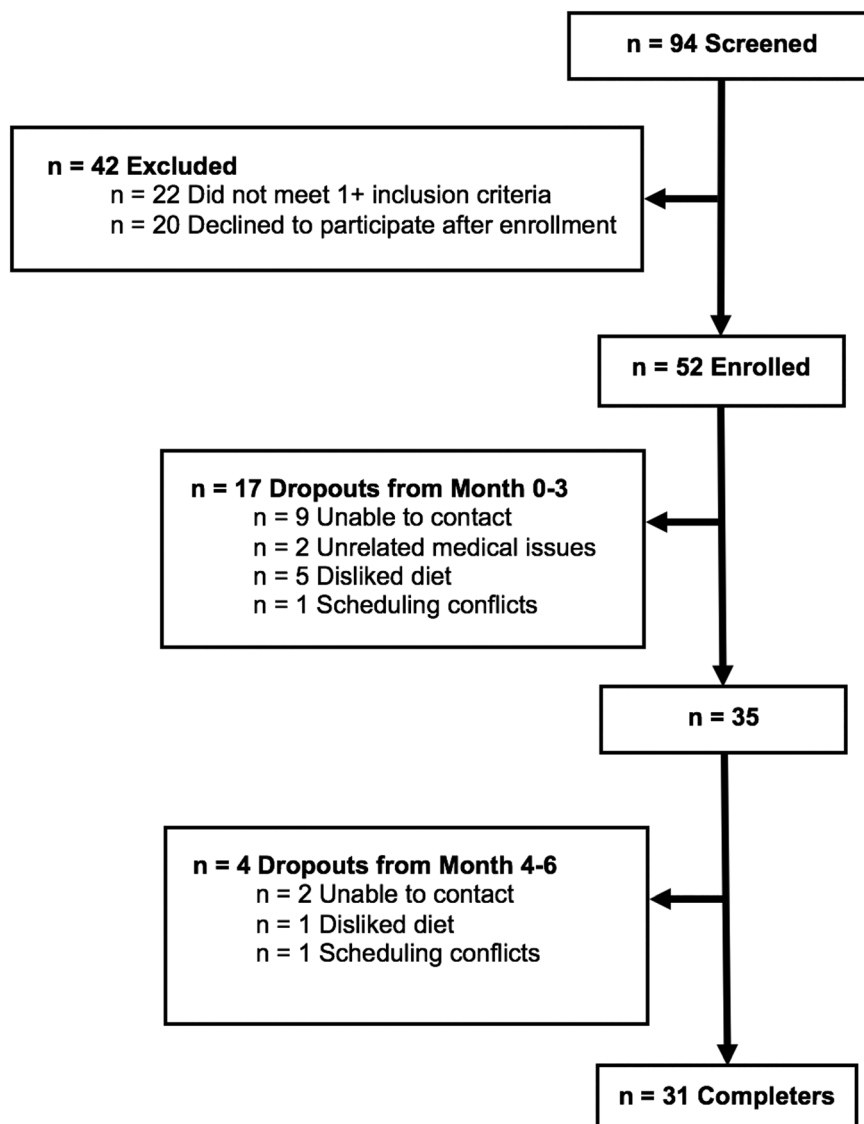 n = 94 Screened
n = 42 Excluded
n = 22 Did not meet 1+ inclusion criteria
n = 20 Declined to participate after enrollment
n = 52 Enrolled
n = 17 Dropouts from Month 0-3
n = 9 Unable to contact
n = 2 Unrelated medical issues
n = 5 Disliked diet
n = 1 Scheduling conflicts
n = 35
n = 4 Dropouts from Month 4-6
n = 2 Unable to contact
n = 1 Disliked diet
n = 1 Scheduling conflicts
n = 31 Completers